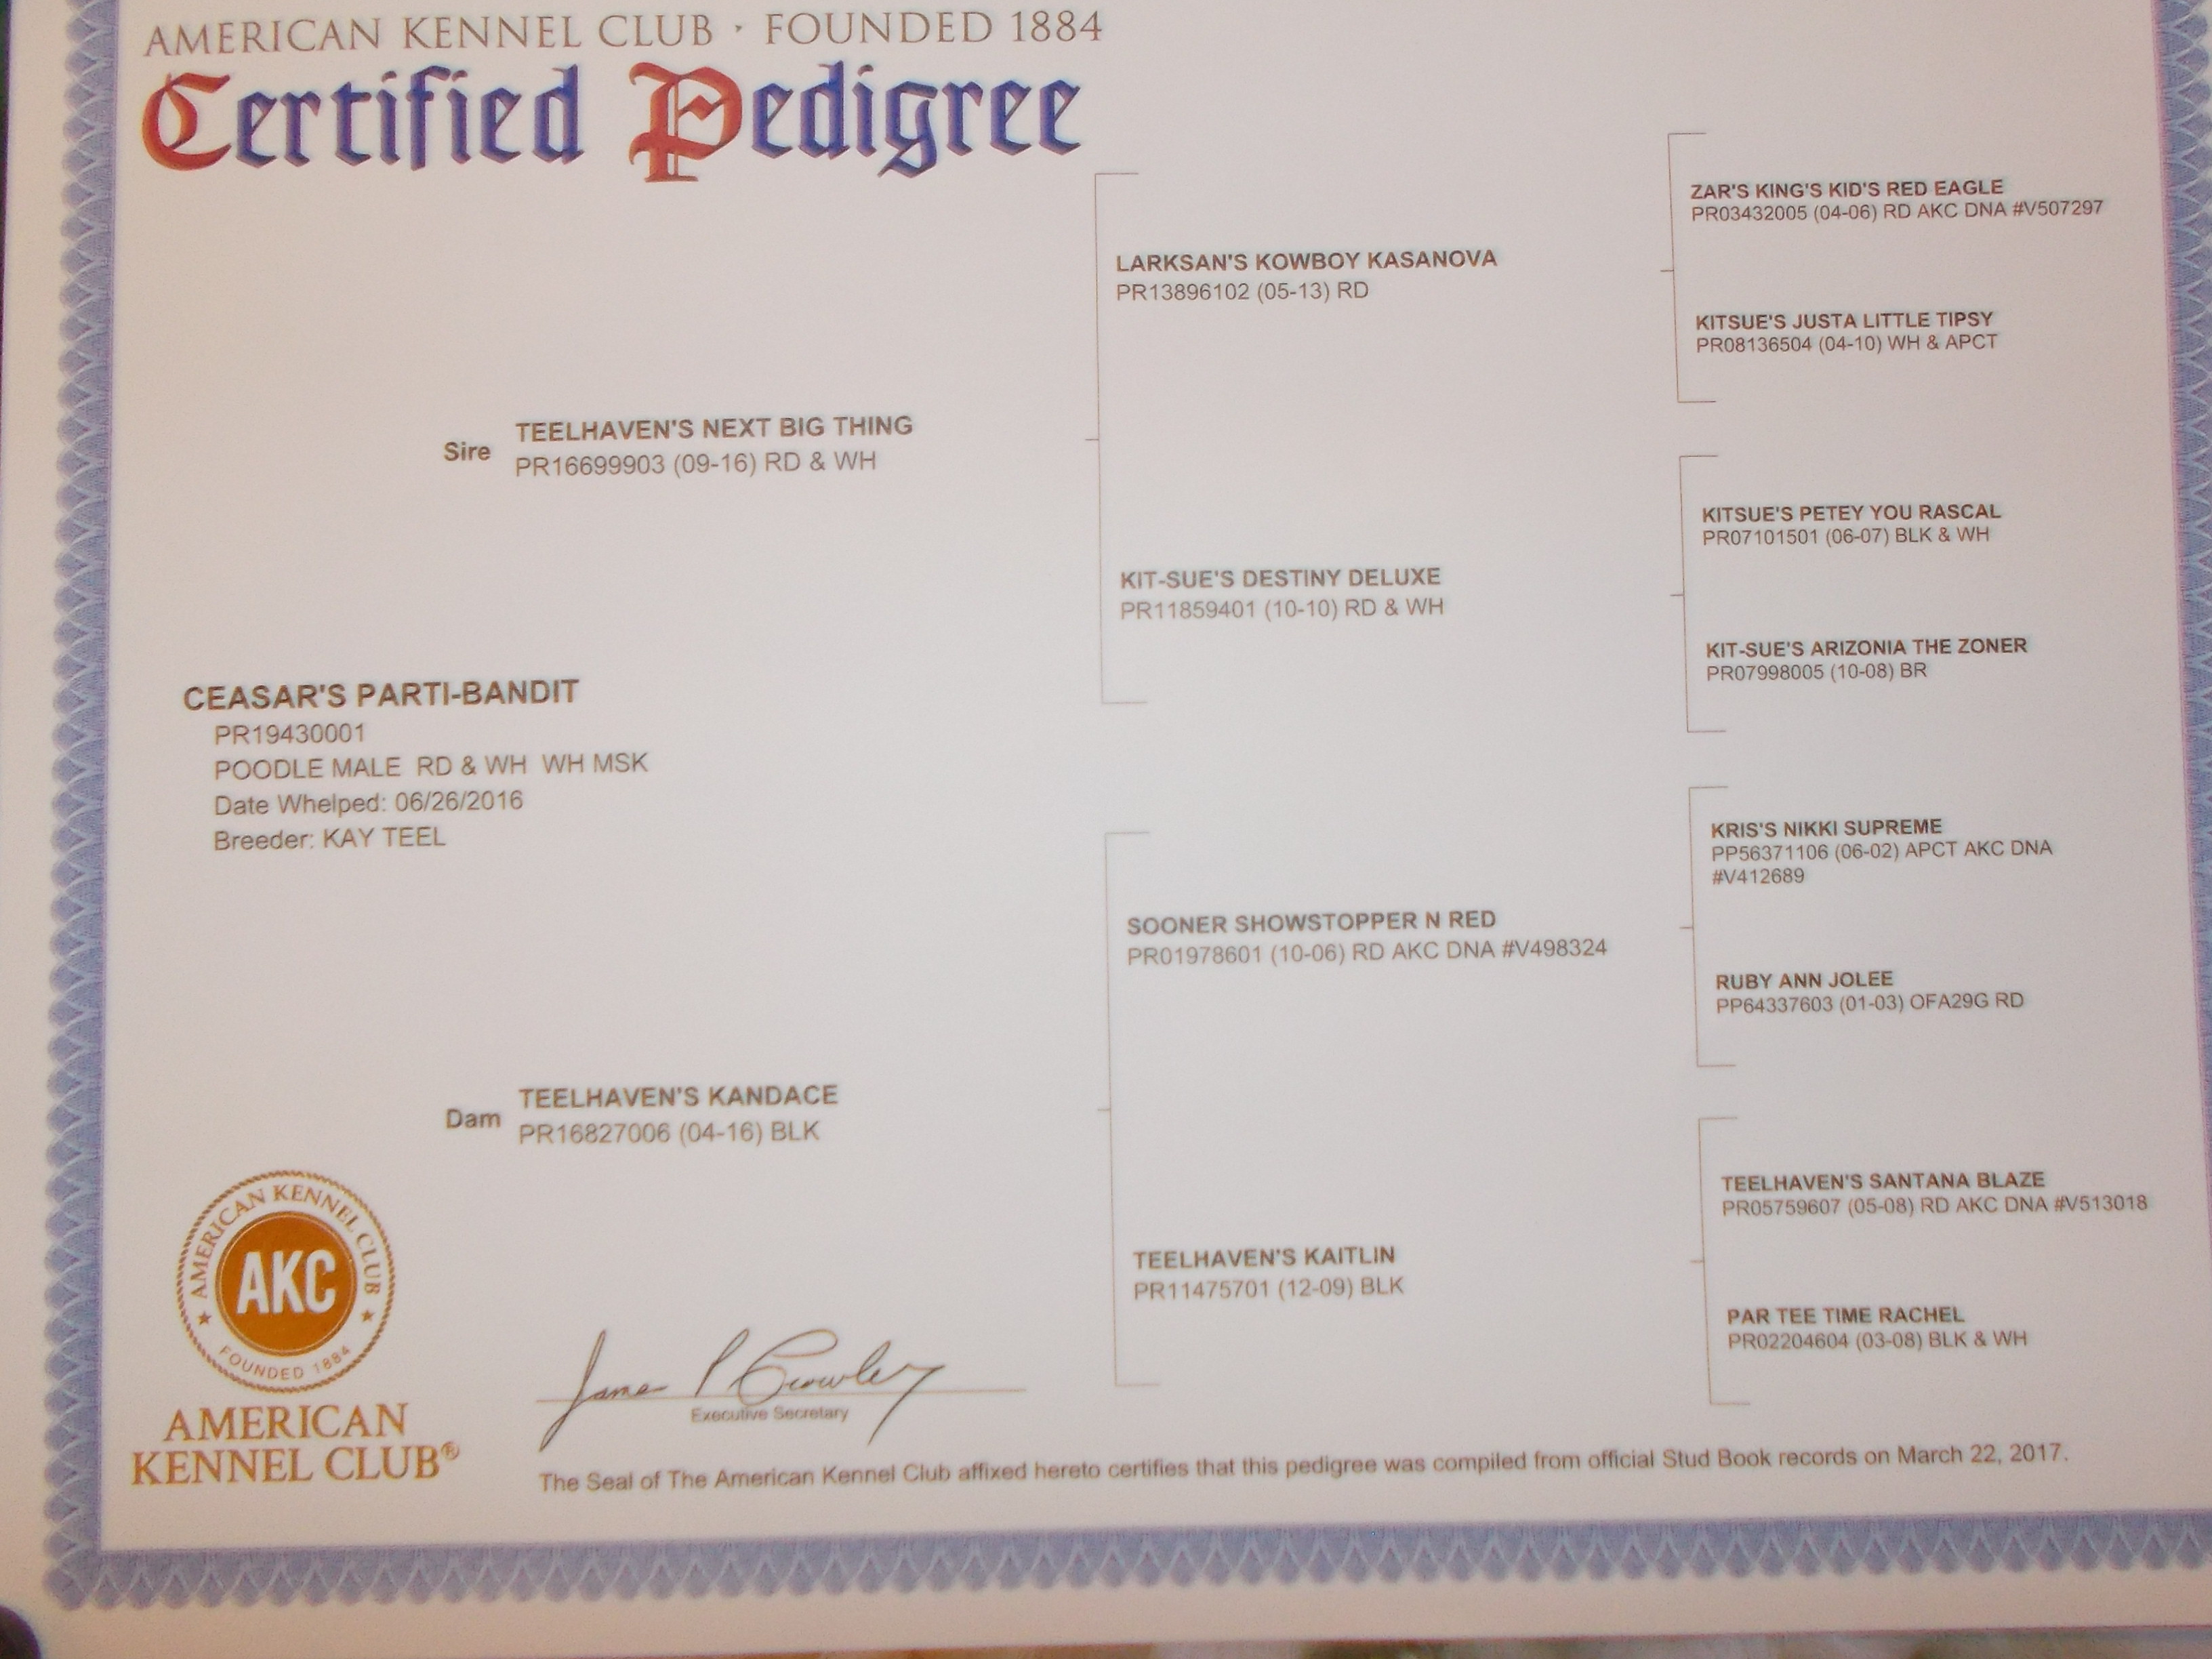 AMERICAN KENNEL CLUB · FOUNDED 1884
Certified Pedigree
ZAR'S KING'S KID'S RED EAGLE
PR03432005 (04-06) RD AKC DNA #V507297
LARKSAN'S KOWBOY KASANOVA
PR13896102 (05-13) RD
KITSUE'S JUSTA LITTLE TIPSY
PR08136504 (04-10) WH & APCT
Sire
TEELHAVEN'S NEXT BIG THING
PR16699903 (09-16) RD & WH
KITSUE'S PETEY YOU RASCAL
PR07101501 (06-07) BLK & WH
KIT-SUE'S DESTINY DELUXE
PR11859401 (10-10) RD & WH
KIT-SUE'S ARIZONIA THE ZONER
PR07998005 (10-08) BR
CEASAR'S PARTI-BANDIT
PR19430001
POODLE MALE RD & WH WH MSK
Date Whelped: 06/26/2016
Breeder: KAY TEEL
KRIS'S NIKKI SUPREME
PP56371106 (06-02) APCT AKC DNA
#V412689
SOONER SHOWSTOPPER N RED
PR01978601 (10-06) RD AKC DNA #V498324
RUBY ANN JOLEE
PP64337603 (01-03) OFA29G RD
Dam
TEELHAVEN'S KANDACE
PR16827006 (04-16) BLK
TEELHAVEN'S SANTANA BLAZE
PR05759607 (05-08) RD AKC DNA #V513018
TEELHAVEN'S KAITLIN
PR11475701 (12-09) BLK
PAR TEE TIME RACHEL
PR02204604 (03-08) BLK & WH
AMERICAN KENNEL CLUB
AKC
FOUNDED 1884
AMERICAN
KENNEL CLUB®
James P Crowley
Executive Secretary
The Seal of The American Kennel Club affixed hereto certifies that this pedigree was compiled from official Stud Book records on March 22, 2017.